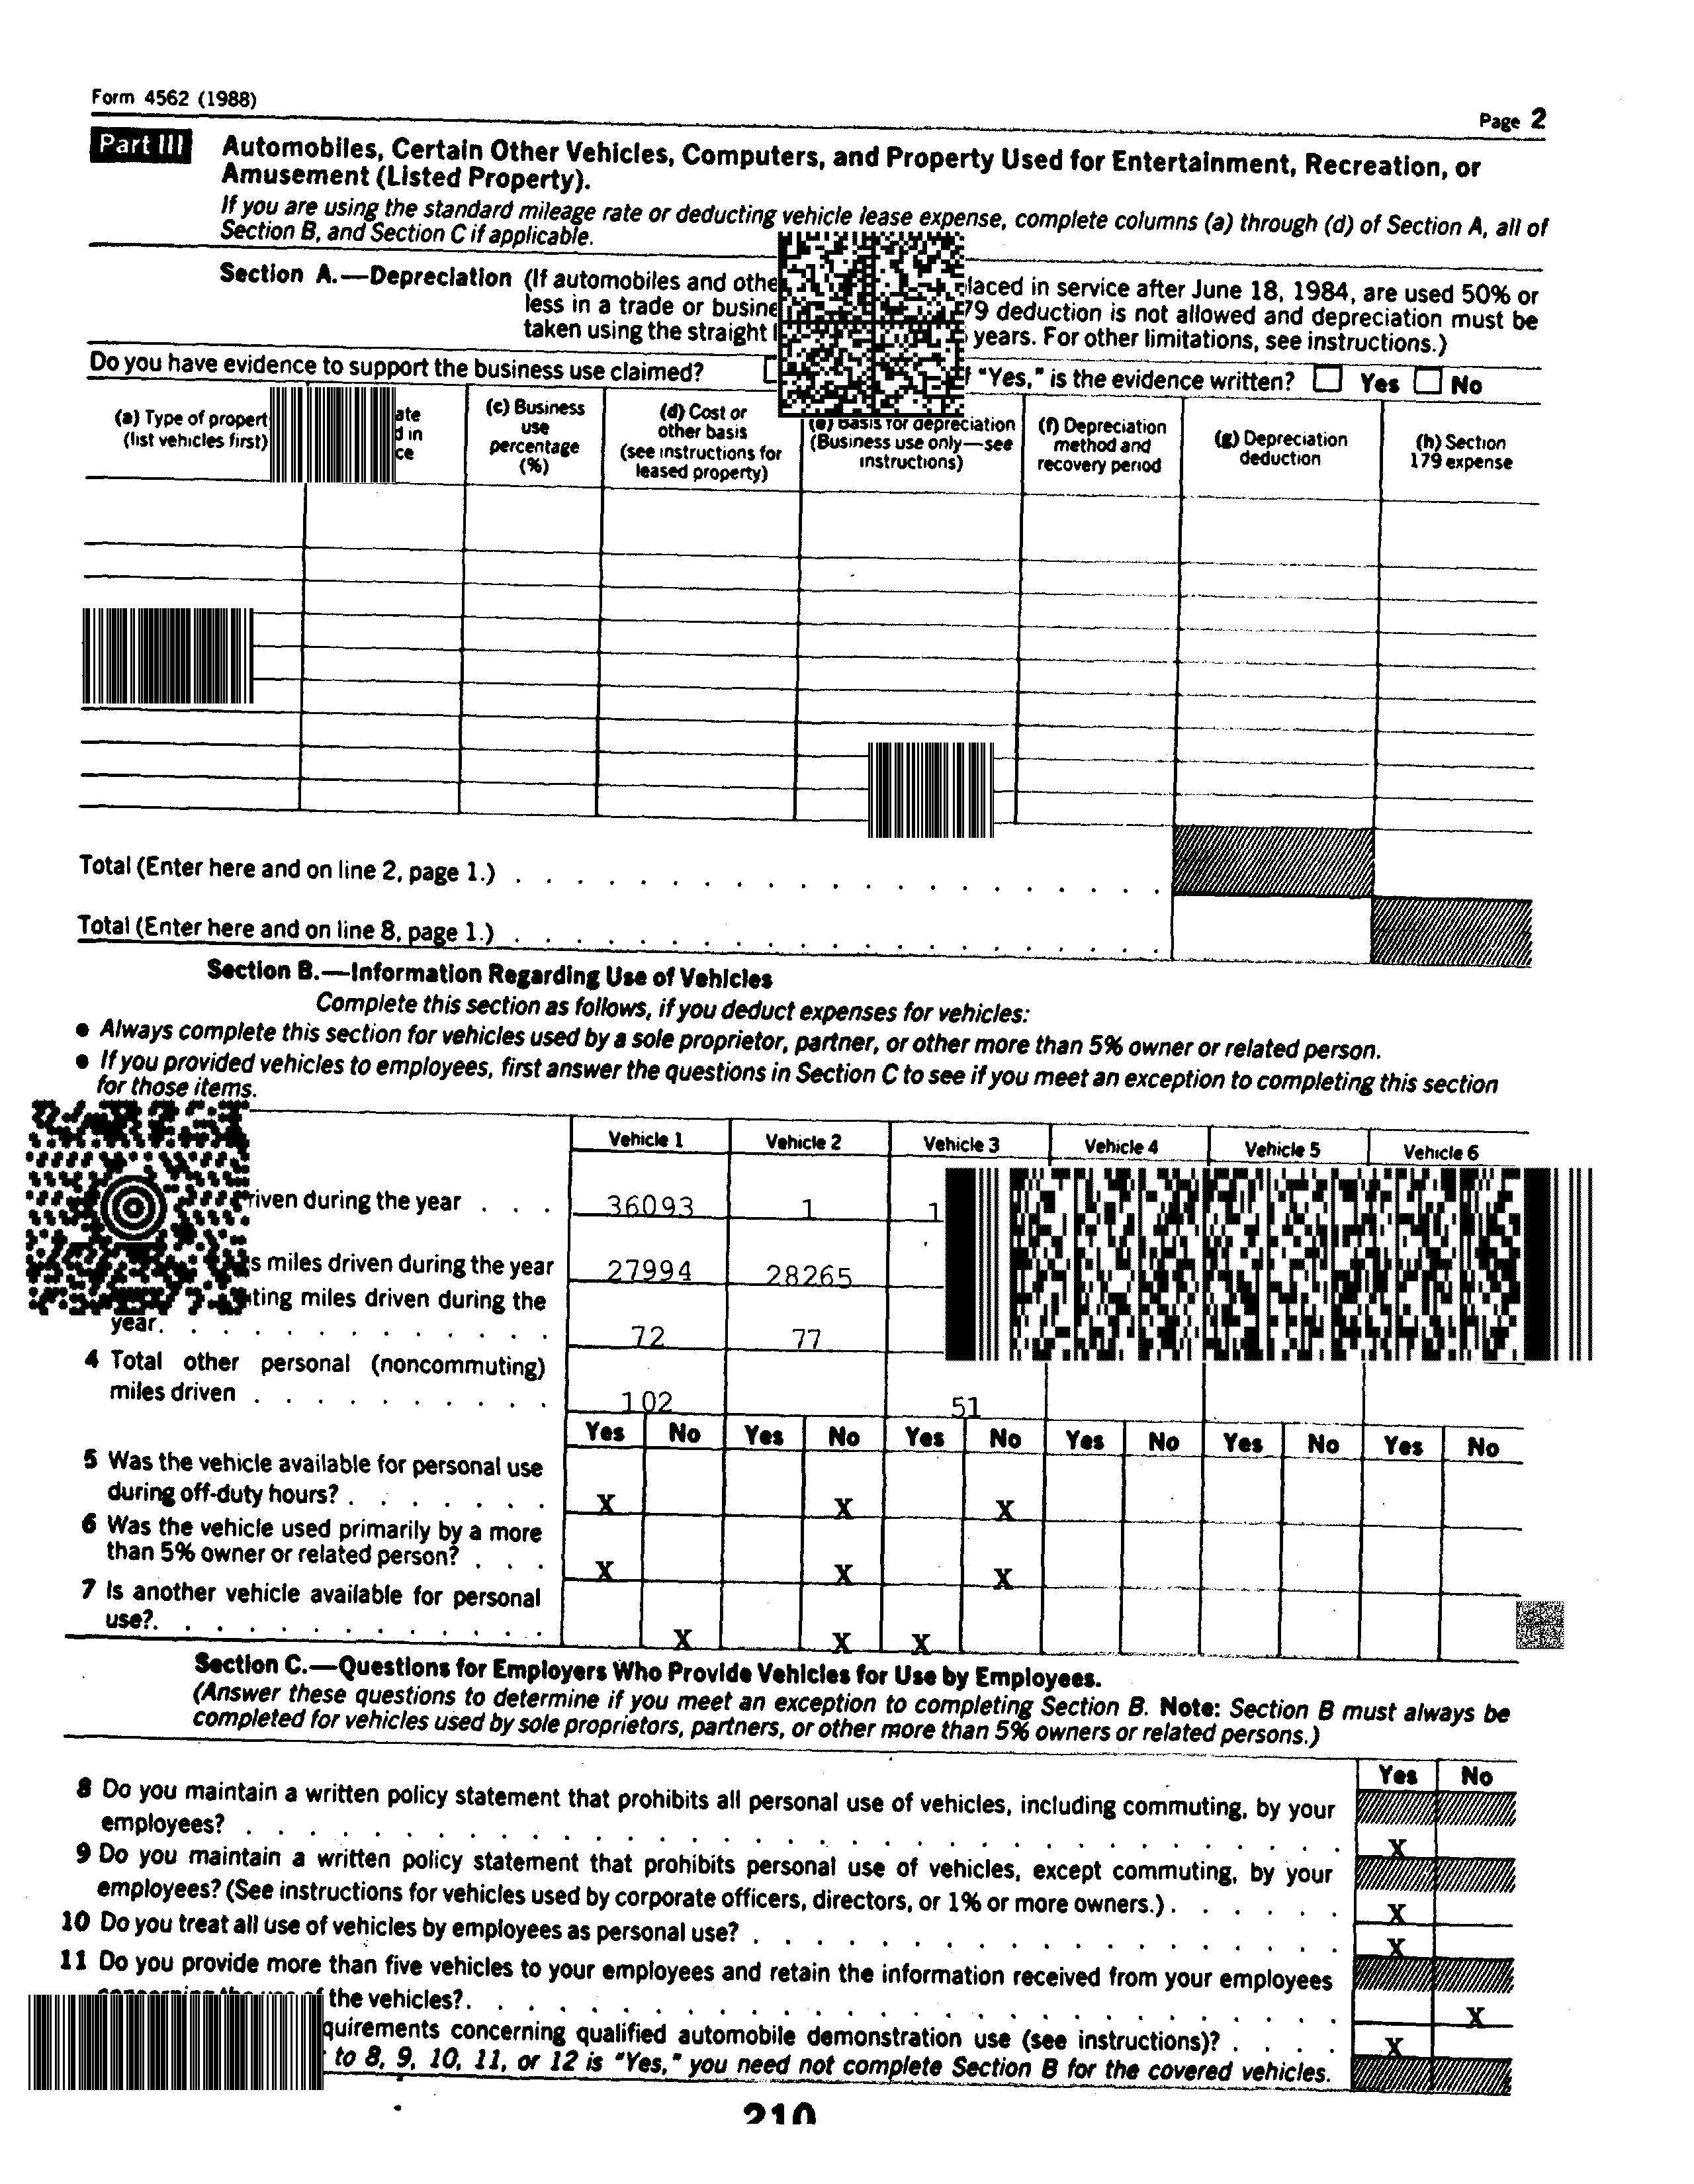 Form 4562 (1988)
Page 2
Part III Automobiles, Certain Other Vehicles, Computers, and Property Used for Entertainment, Recreation, or
Amusement (Listed Property).
If you are using the standard mileage rate or deducting vehicle lease expense, complete columns (a) through (d) of Section A, all of
Section B, and Section C if applicable.
Section A.—Depreciation (If automobiles and othe laced in service after June 18, 1984, are used 50% or
less in a trade or busine 79 deduction is not allowed and depreciation must be
taken using the straight years. For other limitations, see instructions.)
Do you have evidence to support the business use claimed? "Yes," is the evidence written? Yes No
(a) Type of propert
(list vehicles first)
ate
d in
ce
(c) Business
use
percentage
(%)
(d) Cost or
other basis
(see instructions for
leased property)
(e) Basis for depreciation
(Business use only—see
instructions)
(f) Depreciation
method and
recovery period
(g) Depreciation
deduction
(h) Section
179 expense
Total (Enter here and on line 2, page 1.) . . . . . . . . . . . . . . . . . . . . .
Total (Enter here and on line 8, page 1.) . . . . . . . . . . . . . . . . . . . . .
Section B.—Information Regarding Use of Vehicles
Complete this section as follows, if you deduct expenses for vehicles:
● Always complete this section for vehicles used by a sole proprietor, partner, or other more than 5% owner or related person.
● If you provided vehicles to employees, first answer the questions in Section C to see if you meet an exception to completing this section
for those items.
Vehicle 1 Vehicle 2 Vehicle 3 Vehicle 4 Vehicle 5 Vehicle 6
riven during the year . . . 36093 1 1
s miles driven during the year 27994 28265
ting miles driven during the
year. . . . . . . . . . . . . 72 77
4 Total other personal (noncommuting)
miles driven . . . . . . . . . . 102 51
Yes No Yes No Yes No Yes No Yes No Yes No
5 Was the vehicle available for personal use
during off-duty hours? . . . . . . . X X X
6 Was the vehicle used primarily by a more
than 5% owner or related person? . . . X X X
7 Is another vehicle available for personal
use?. . . . . . . . . . . . . X X X
Section C.—Questions for Employers Who Provide Vehicles for Use by Employees.
(Answer these questions to determine if you meet an exception to completing Section B. Note: Section B must always be
completed for vehicles used by sole proprietors, partners, or other more than 5% owners or related persons.)
Yes No
8 Do you maintain a written policy statement that prohibits all personal use of vehicles, including commuting, by your
employees? . . . . . . . . . . . . . . . . . . . . . . . . . . . . . . . . . . X
9 Do you maintain a written policy statement that prohibits personal use of vehicles, except commuting, by your
employees? (See instructions for vehicles used by corporate officers, directors, or 1% or more owners.) . . . . . . X
10 Do you treat all use of vehicles by employees as personal use? . . . . . . . . . . . . . . . . . . . X
11 Do you provide more than five vehicles to your employees and retain the information received from your employees
the vehicles?. . . . . . . . . . . . . . . . . . . . . . . . . . . . X
quirements concerning qualified automobile demonstration use (see instructions)? . . . . X
to 8, 9, 10, 11, or 12 is "Yes," you need not complete Section B for the covered vehicles.
210